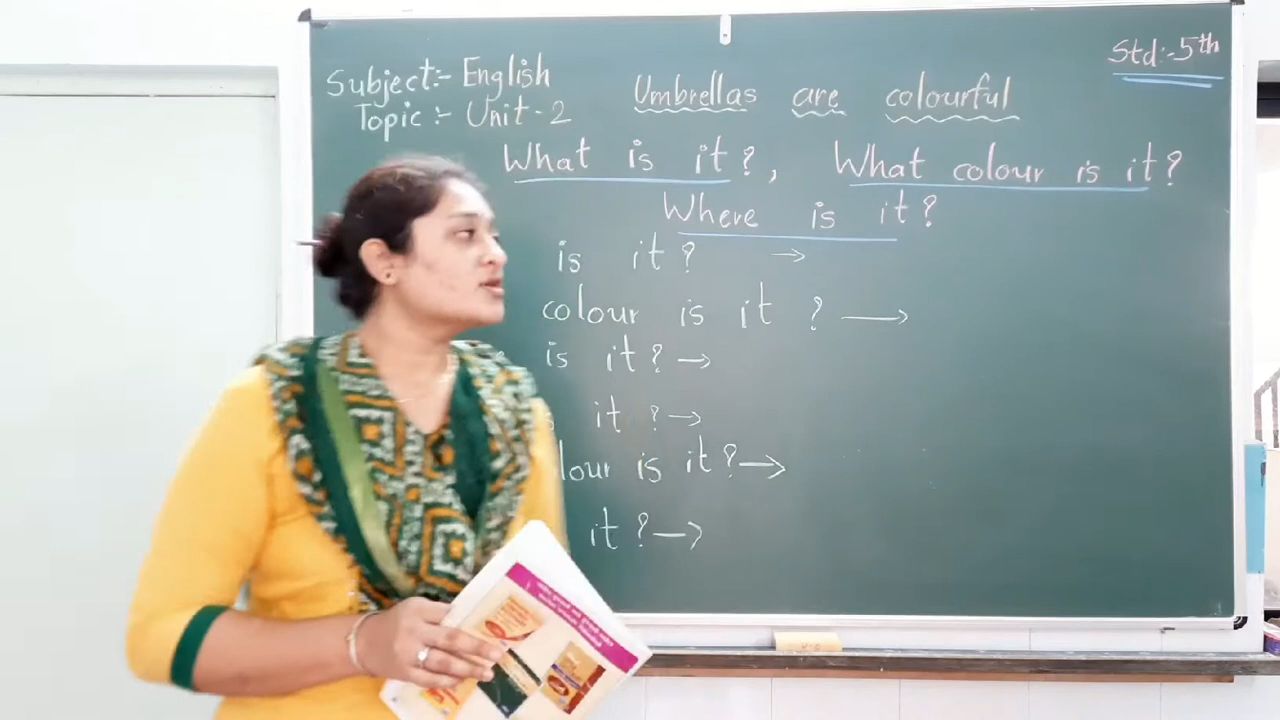 Std:-5th
Subject:- English
Umbrellas are colourful
Topic :- Unit-2
What is it?, What colour is it?
Where is it?
is it? →
colour is it ? →
is it? →
it ? →
lour is it ? →
it ? →